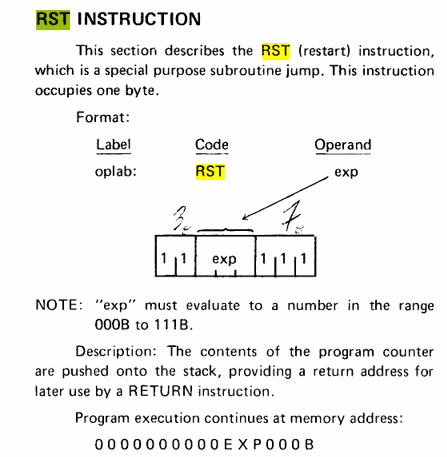 RST INSTRUCTION
This section describes the RST (restart) instruction,
which is a special purpose subroutine jump. This instruction
occupies one byte.
Format:
Label Code Operand
oplab: RST exp
3₈ 7₈
1 1 exp 1 1 1
NOTE: "exp" must evaluate to a number in the range
000B to 111B.
Description: The contents of the program counter
are pushed onto the stack, providing a return address for
later use by a RETURN instruction.
Program execution continues at memory address:
0000000000EXP000B